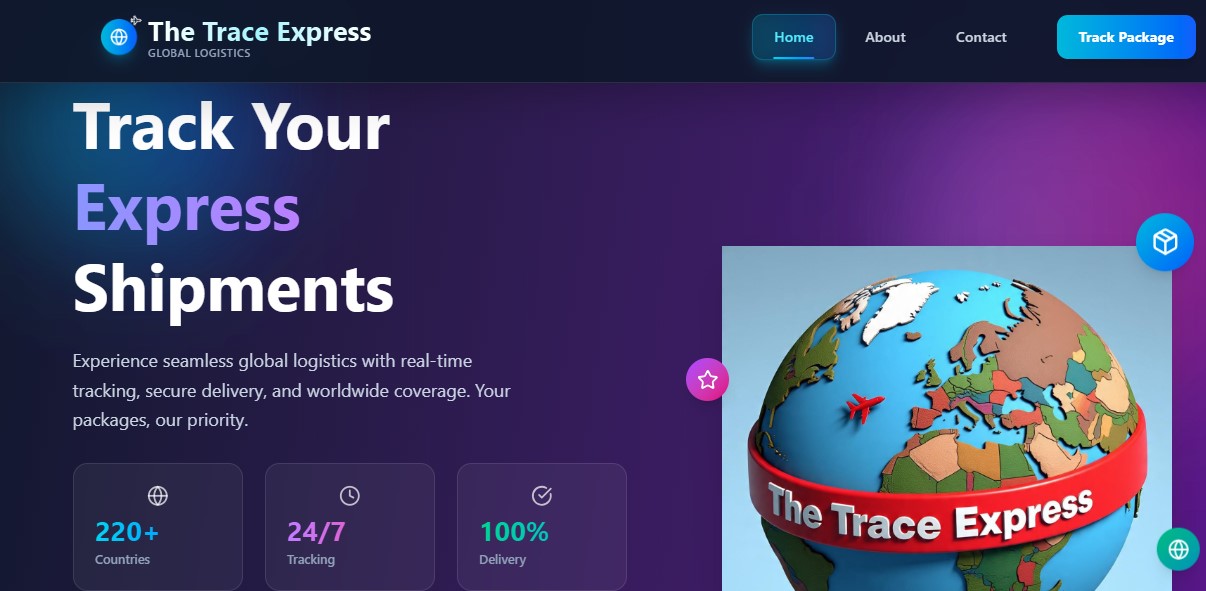 The Trace Express
GLOBAL LOGISTICS
Home
About
Contact
Track Package
Track Your
Express
Shipments
Experience seamless global logistics with real-time
tracking, secure delivery, and worldwide coverage. Your
packages, our priority.
220+
Countries
24/7
Tracking
100%
Delivery
The Trace Express